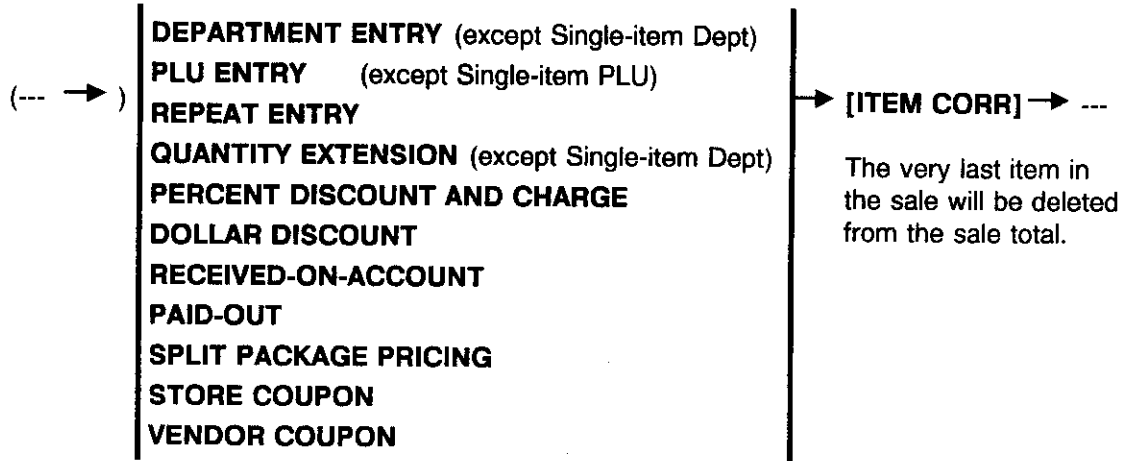 DEPARTMENT ENTRY (except Single-item Dept)
PLU ENTRY (except Single-item PLU)
(--- → )
REPEAT ENTRY
QUANTITY EXTENSION (except Single-item Dept)
PERCENT DISCOUNT AND CHARGE
DOLLAR DISCOUNT
RECEIVED-ON-ACCOUNT
PAID-OUT
SPLIT PACKAGE PRICING
STORE COUPON
VENDOR COUPON
→ [ITEM CORR] → ---
The very last item in
the sale will be deleted
from the sale total.